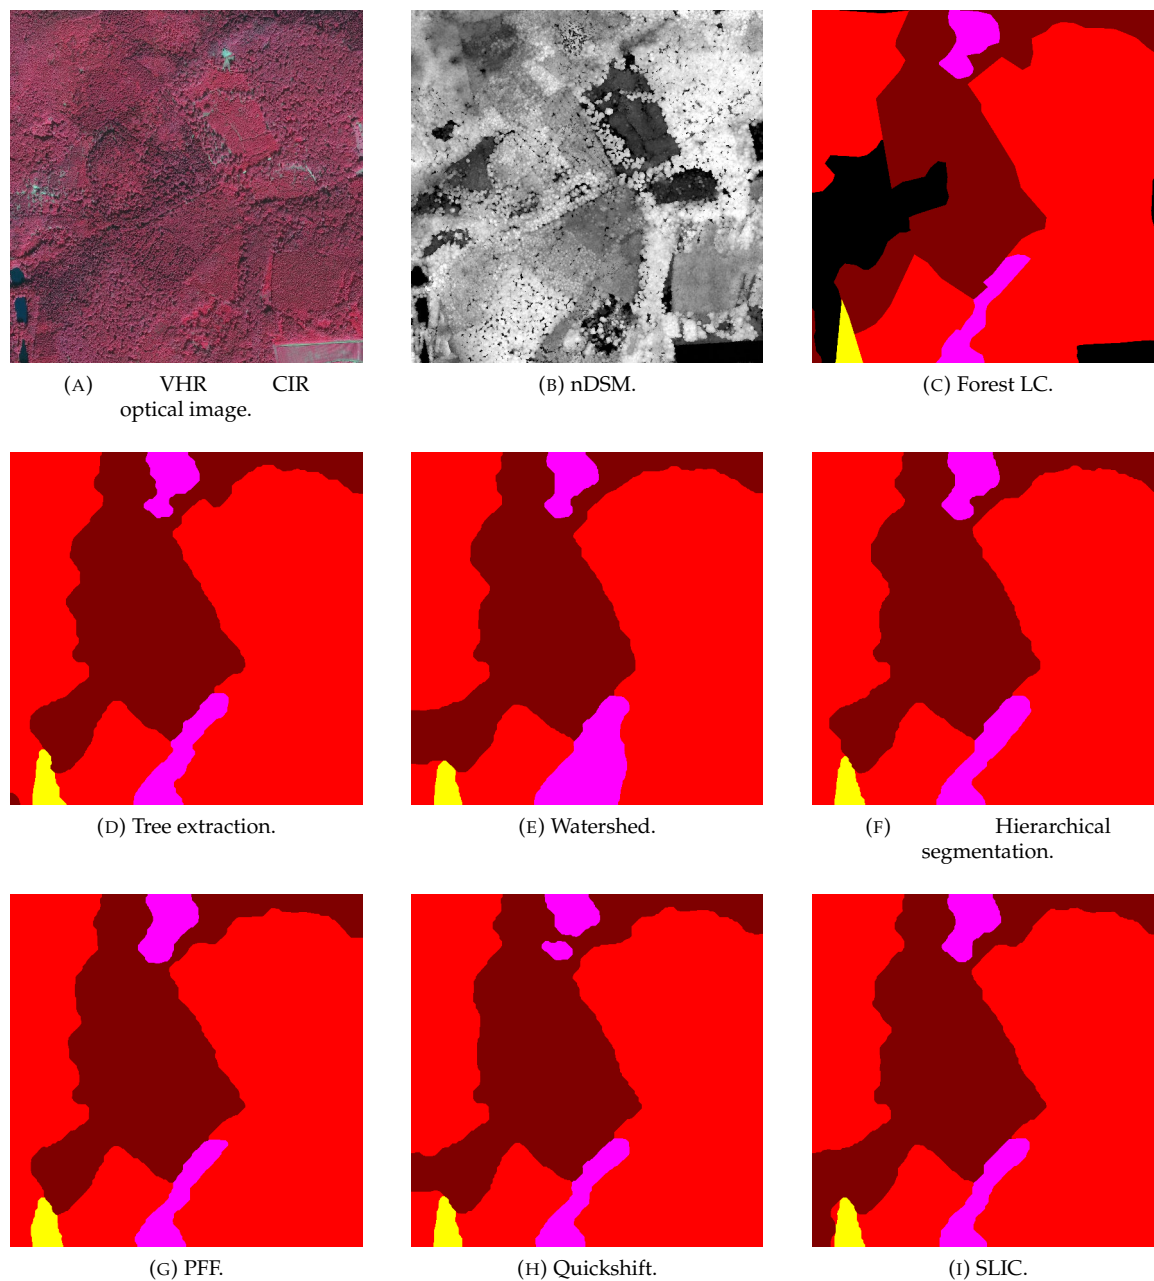 (A) VHR CIR
optical image.
(B) nDSM.
(C) Forest LC.
(D) Tree extraction.
(E) Watershed.
(F) Hierarchical
segmentation.
(G) PFF.
(H) Quickshift.
(I) SLIC.